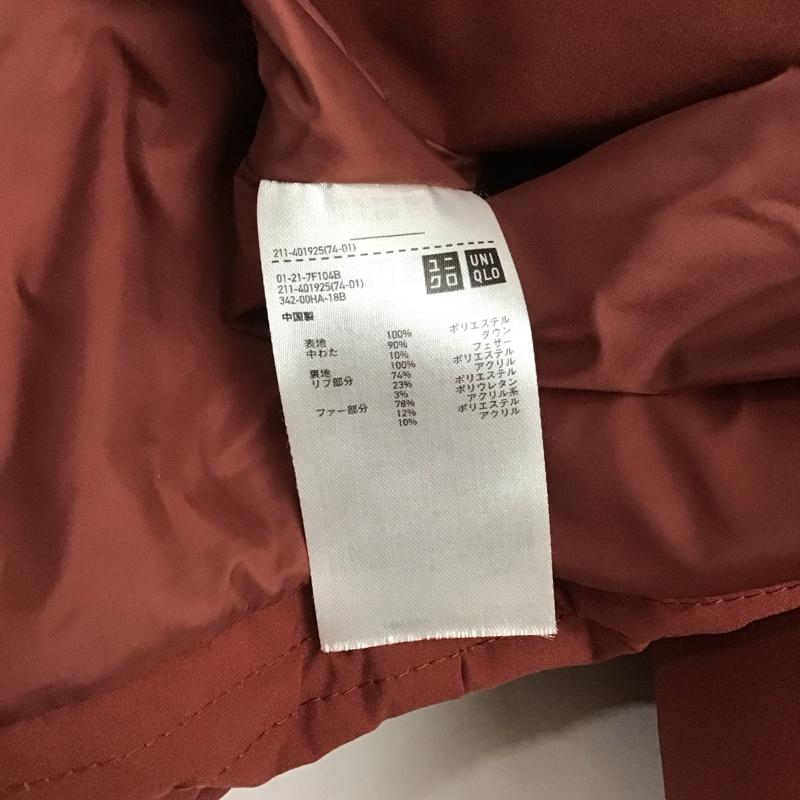 211-401925(74-01)
ユニ
クロ
UNI
QLO
01-21-7F104B
211-401925(74-01)
342-00HA-18B
中国製
表地 100% ポリエステル
中わた 90% ダウン
10% フェザー
裏地 100% ポリエステル
リブ部分 74% アクリル
23% ポリエステル
3% ポリウレタン
ファー部分 78% アクリル系
12% ポリエステル
10% アクリル